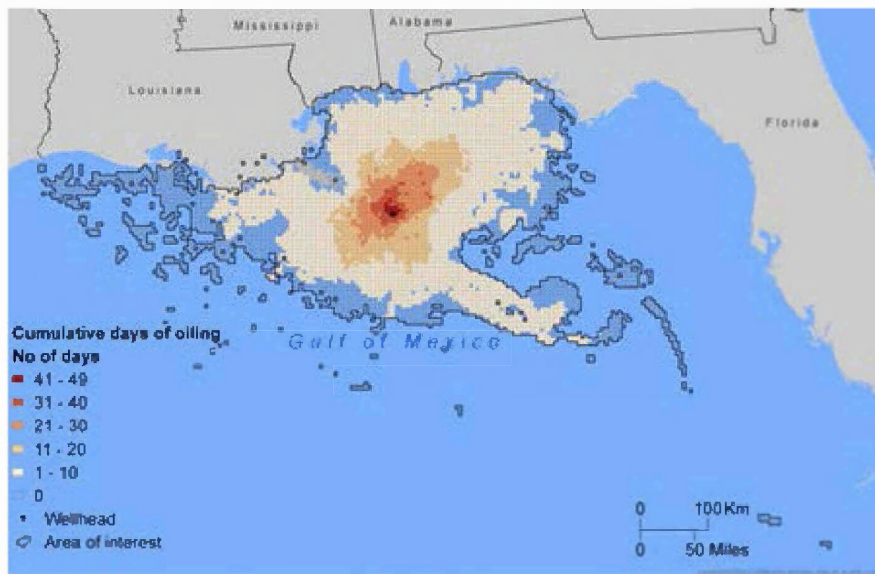 Mississippi
Alabama
Louisiana
Florida
Gulf of Mexico
Cumulative days of oiling
No of days
41 - 49
31 - 40
21 - 30
11 - 20
1 - 10
0
Wellhead
Area of interest
0 100 Km
0 50 Miles